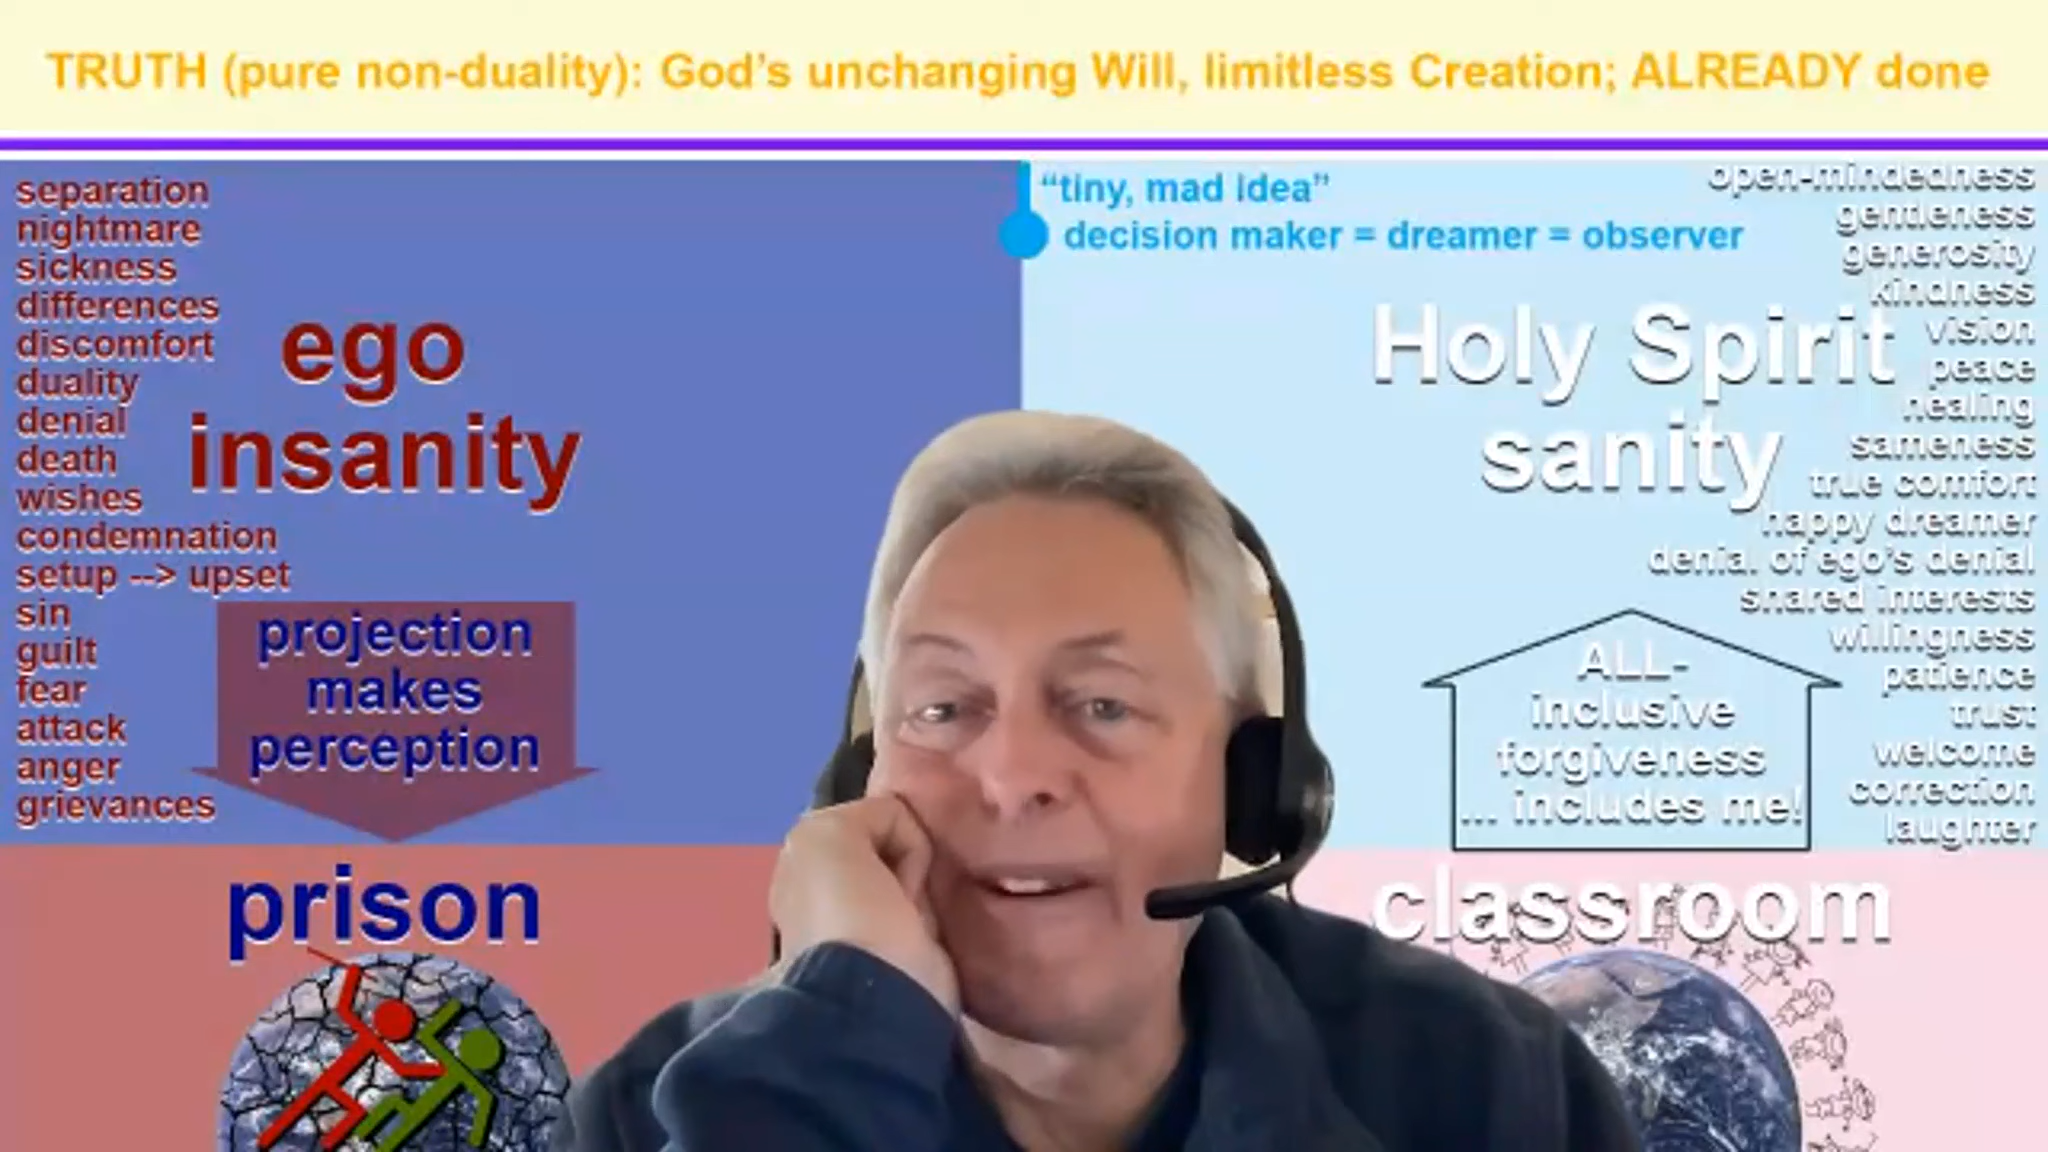 TRUTH (pure non-duality): God's unchanging Will, limitless Creation; ALREADY done
separation
nightmare
sickness
differences
discomfort
duality
denial
death
wishes
condemnation
setup --> upset
sin
guilt
fear
attack
anger
grievances
ego
insanity
projection
makes
perception
prison
“tiny, mad idea”
decision maker = dreamer = observer
Holy Spirit
sanity
open-mindedness
gentleness
generosity
kindness
vision
peace
healing
sameness
true comfort
happy dreamer
denial of ego's denial
shared interests
willingness
patience
trust
welcome
correction
laughter
ALL-
inclusive
forgiveness
... includes me!
classroom